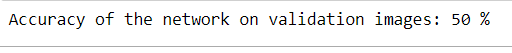 Accuracy of the network on validation images: 50 %